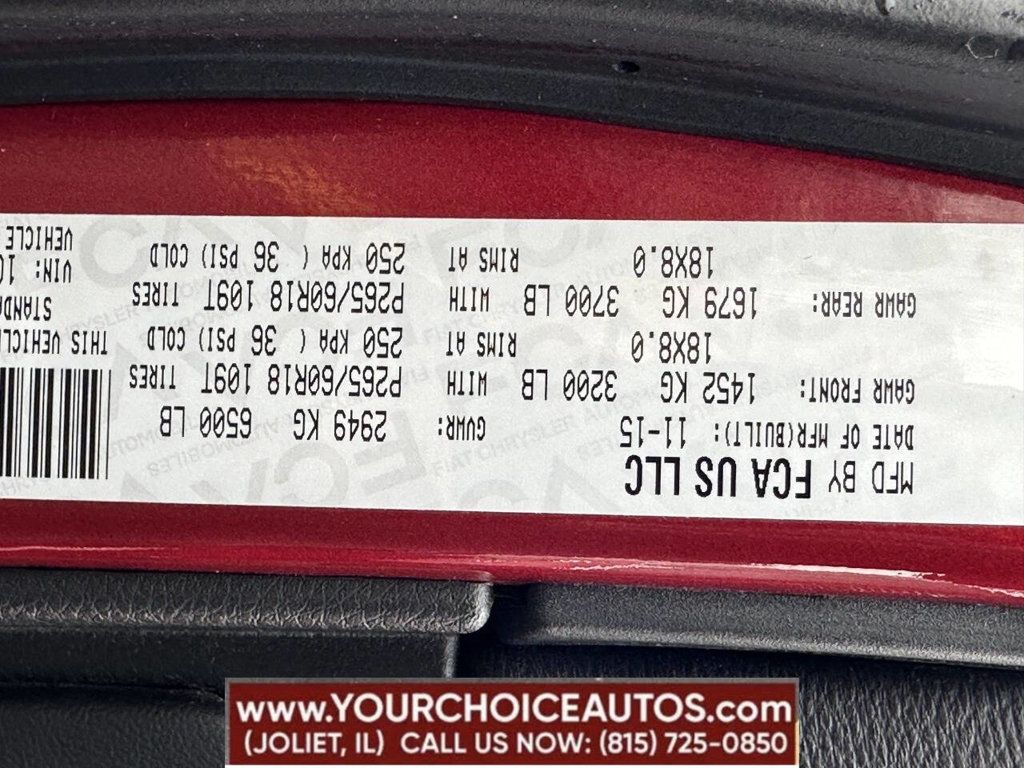 MFD BY FCA US LLC
DATE OF MFR(BUILT): 11-15 GVWR: 2949 KG 6500 LB
GAWR FRONT: 1452 KG 3200 LB WITH P265/60R18 109T TIRES
18X8.0 RIMS AT 250 KPA ( 36 PSI) COLD THIS VEHICLE
GAWR REAR: 1679 KG 3700 LB WITH P265/60R18 109T TIRES
18X8.0 RIMS AT 250 KPA ( 36 PSI) COLD
VIN:
VEHICLE
www.YOURCHOICEAUTOS.com
(JOLIET, IL) CALL US NOW: (815) 725-0850